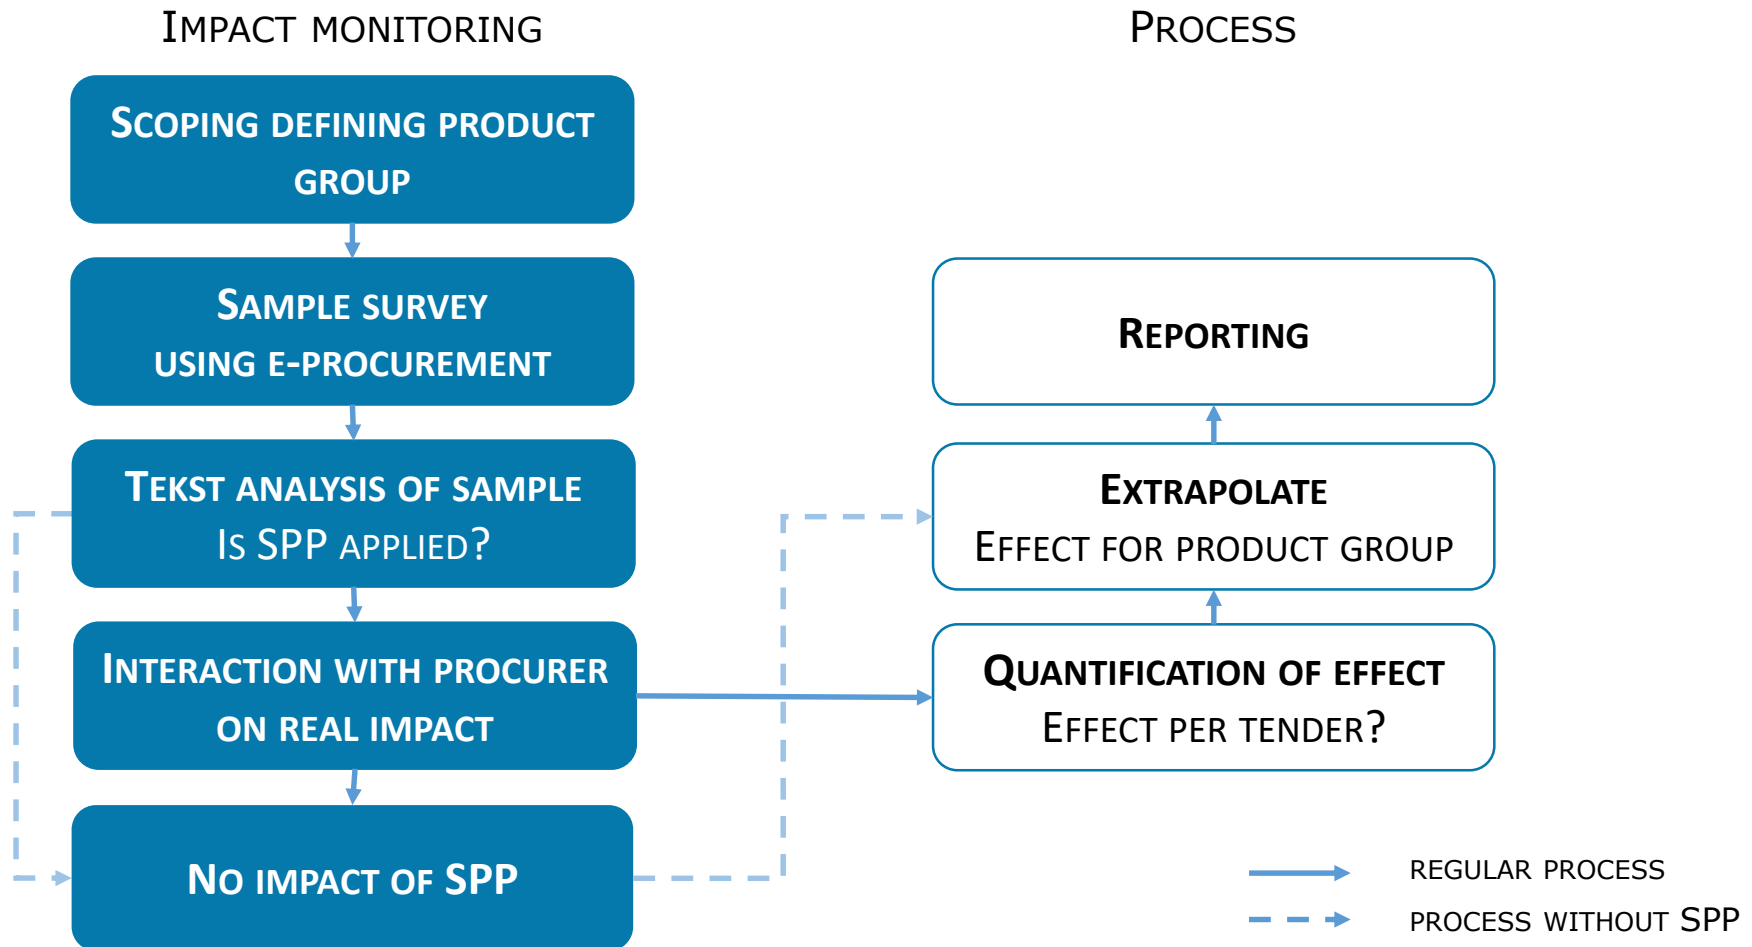 IMPACT MONITORING
SCOPING DEFINING PRODUCT
GROUP
SAMPLE SURVEY
USING E-PROCUREMENT
TEKST ANALYSIS OF SAMPLE
IS SPP APPLIED?
INTERACTION WITH PROCURER
ON REAL IMPACT
NO IMPACT OF SPP
PROCESS
REPORTING
EXTRAPOLATE
EFFECT FOR PRODUCT GROUP
QUANTIFICATION OF EFFECT
EFFECT PER TENDER?
REGULAR PROCESS
PROCESS WITHOUT SPP